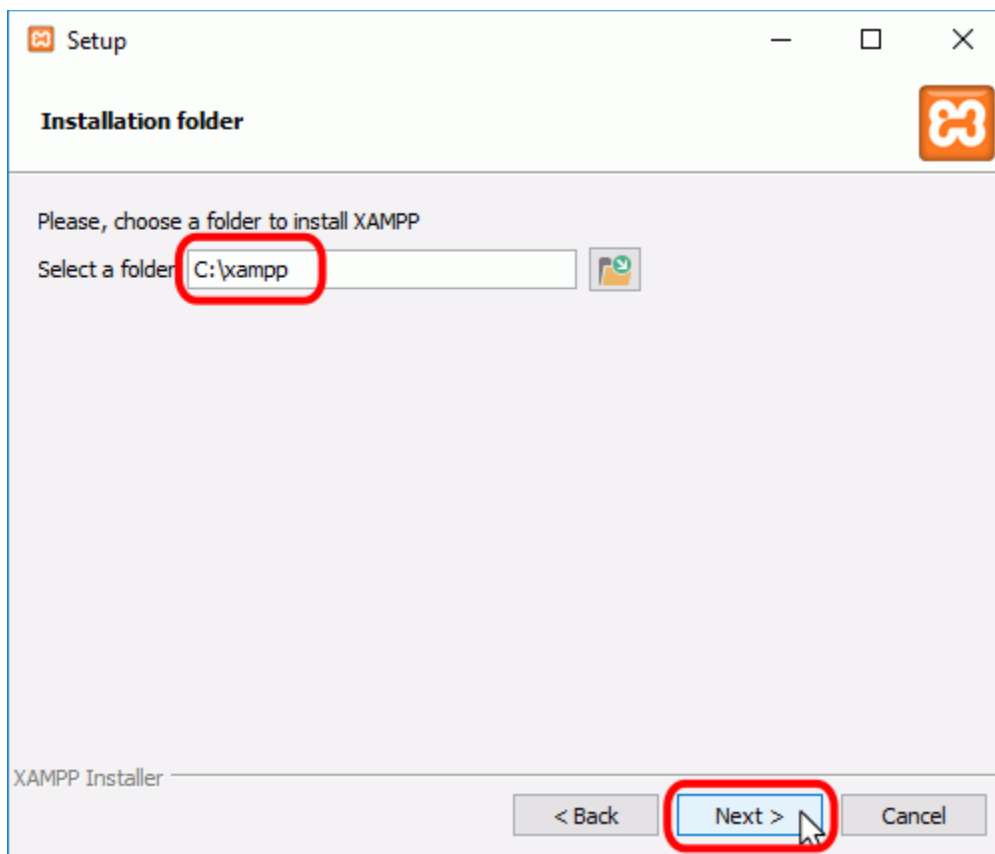 Setup
Installation folder
Please, choose a folder to install XAMPP
Select a folder C:\xampp
XAMPP Installer
< Back Next > Cancel